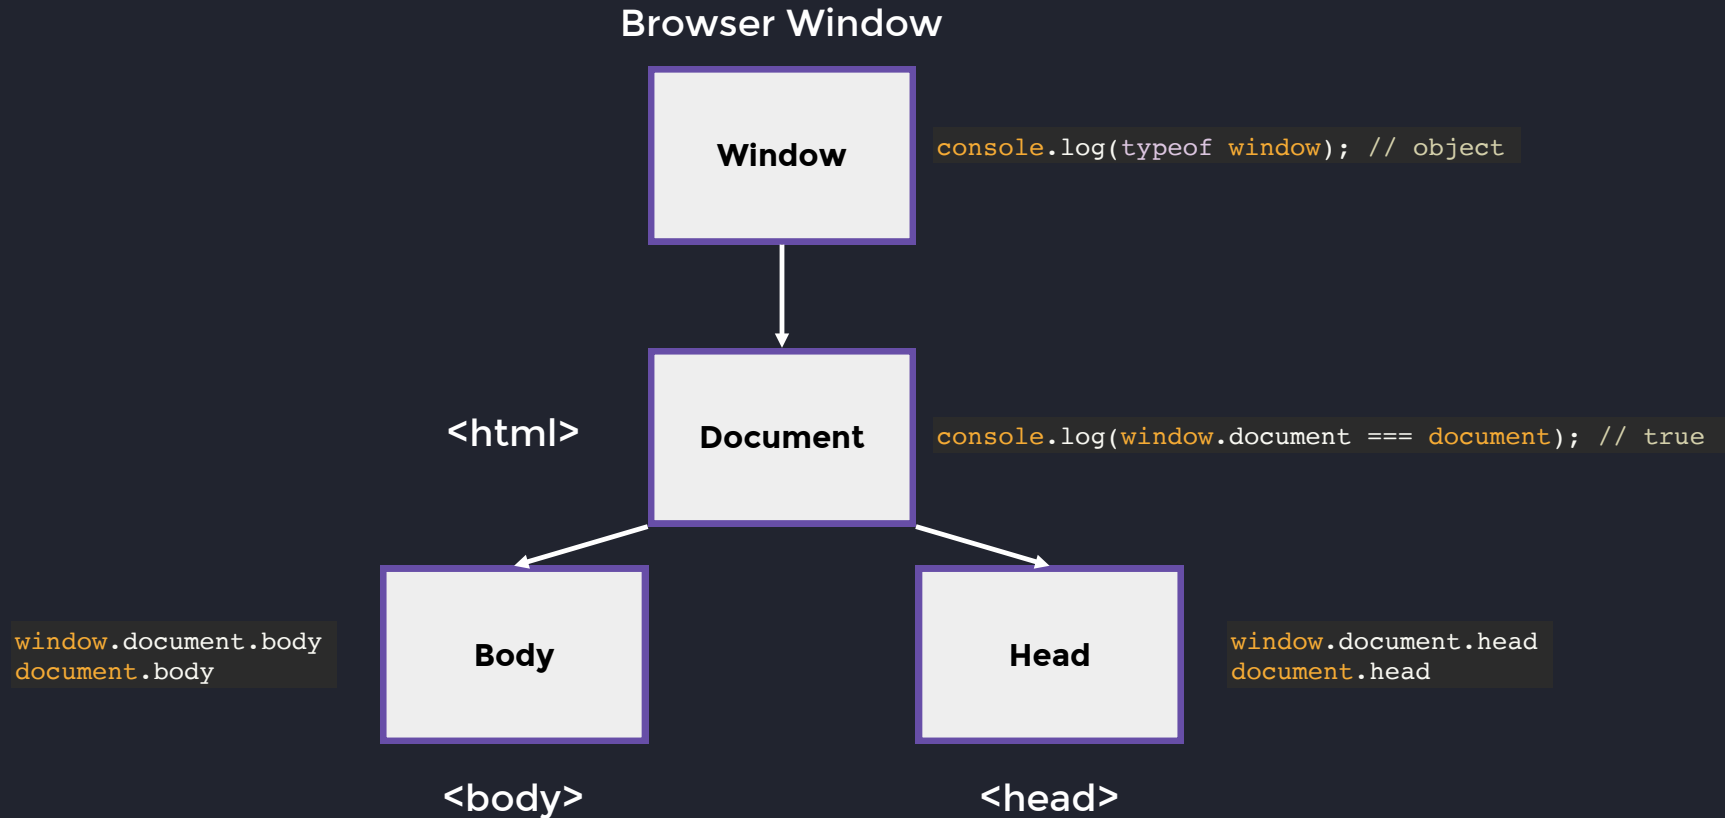 Browser Window
Window
console.log(typeof window); // object
<html>
Document
console.log(window.document === document); // true
window.document.body
document.body
Body
Head
window.document.head
document.head
<body>
<head>